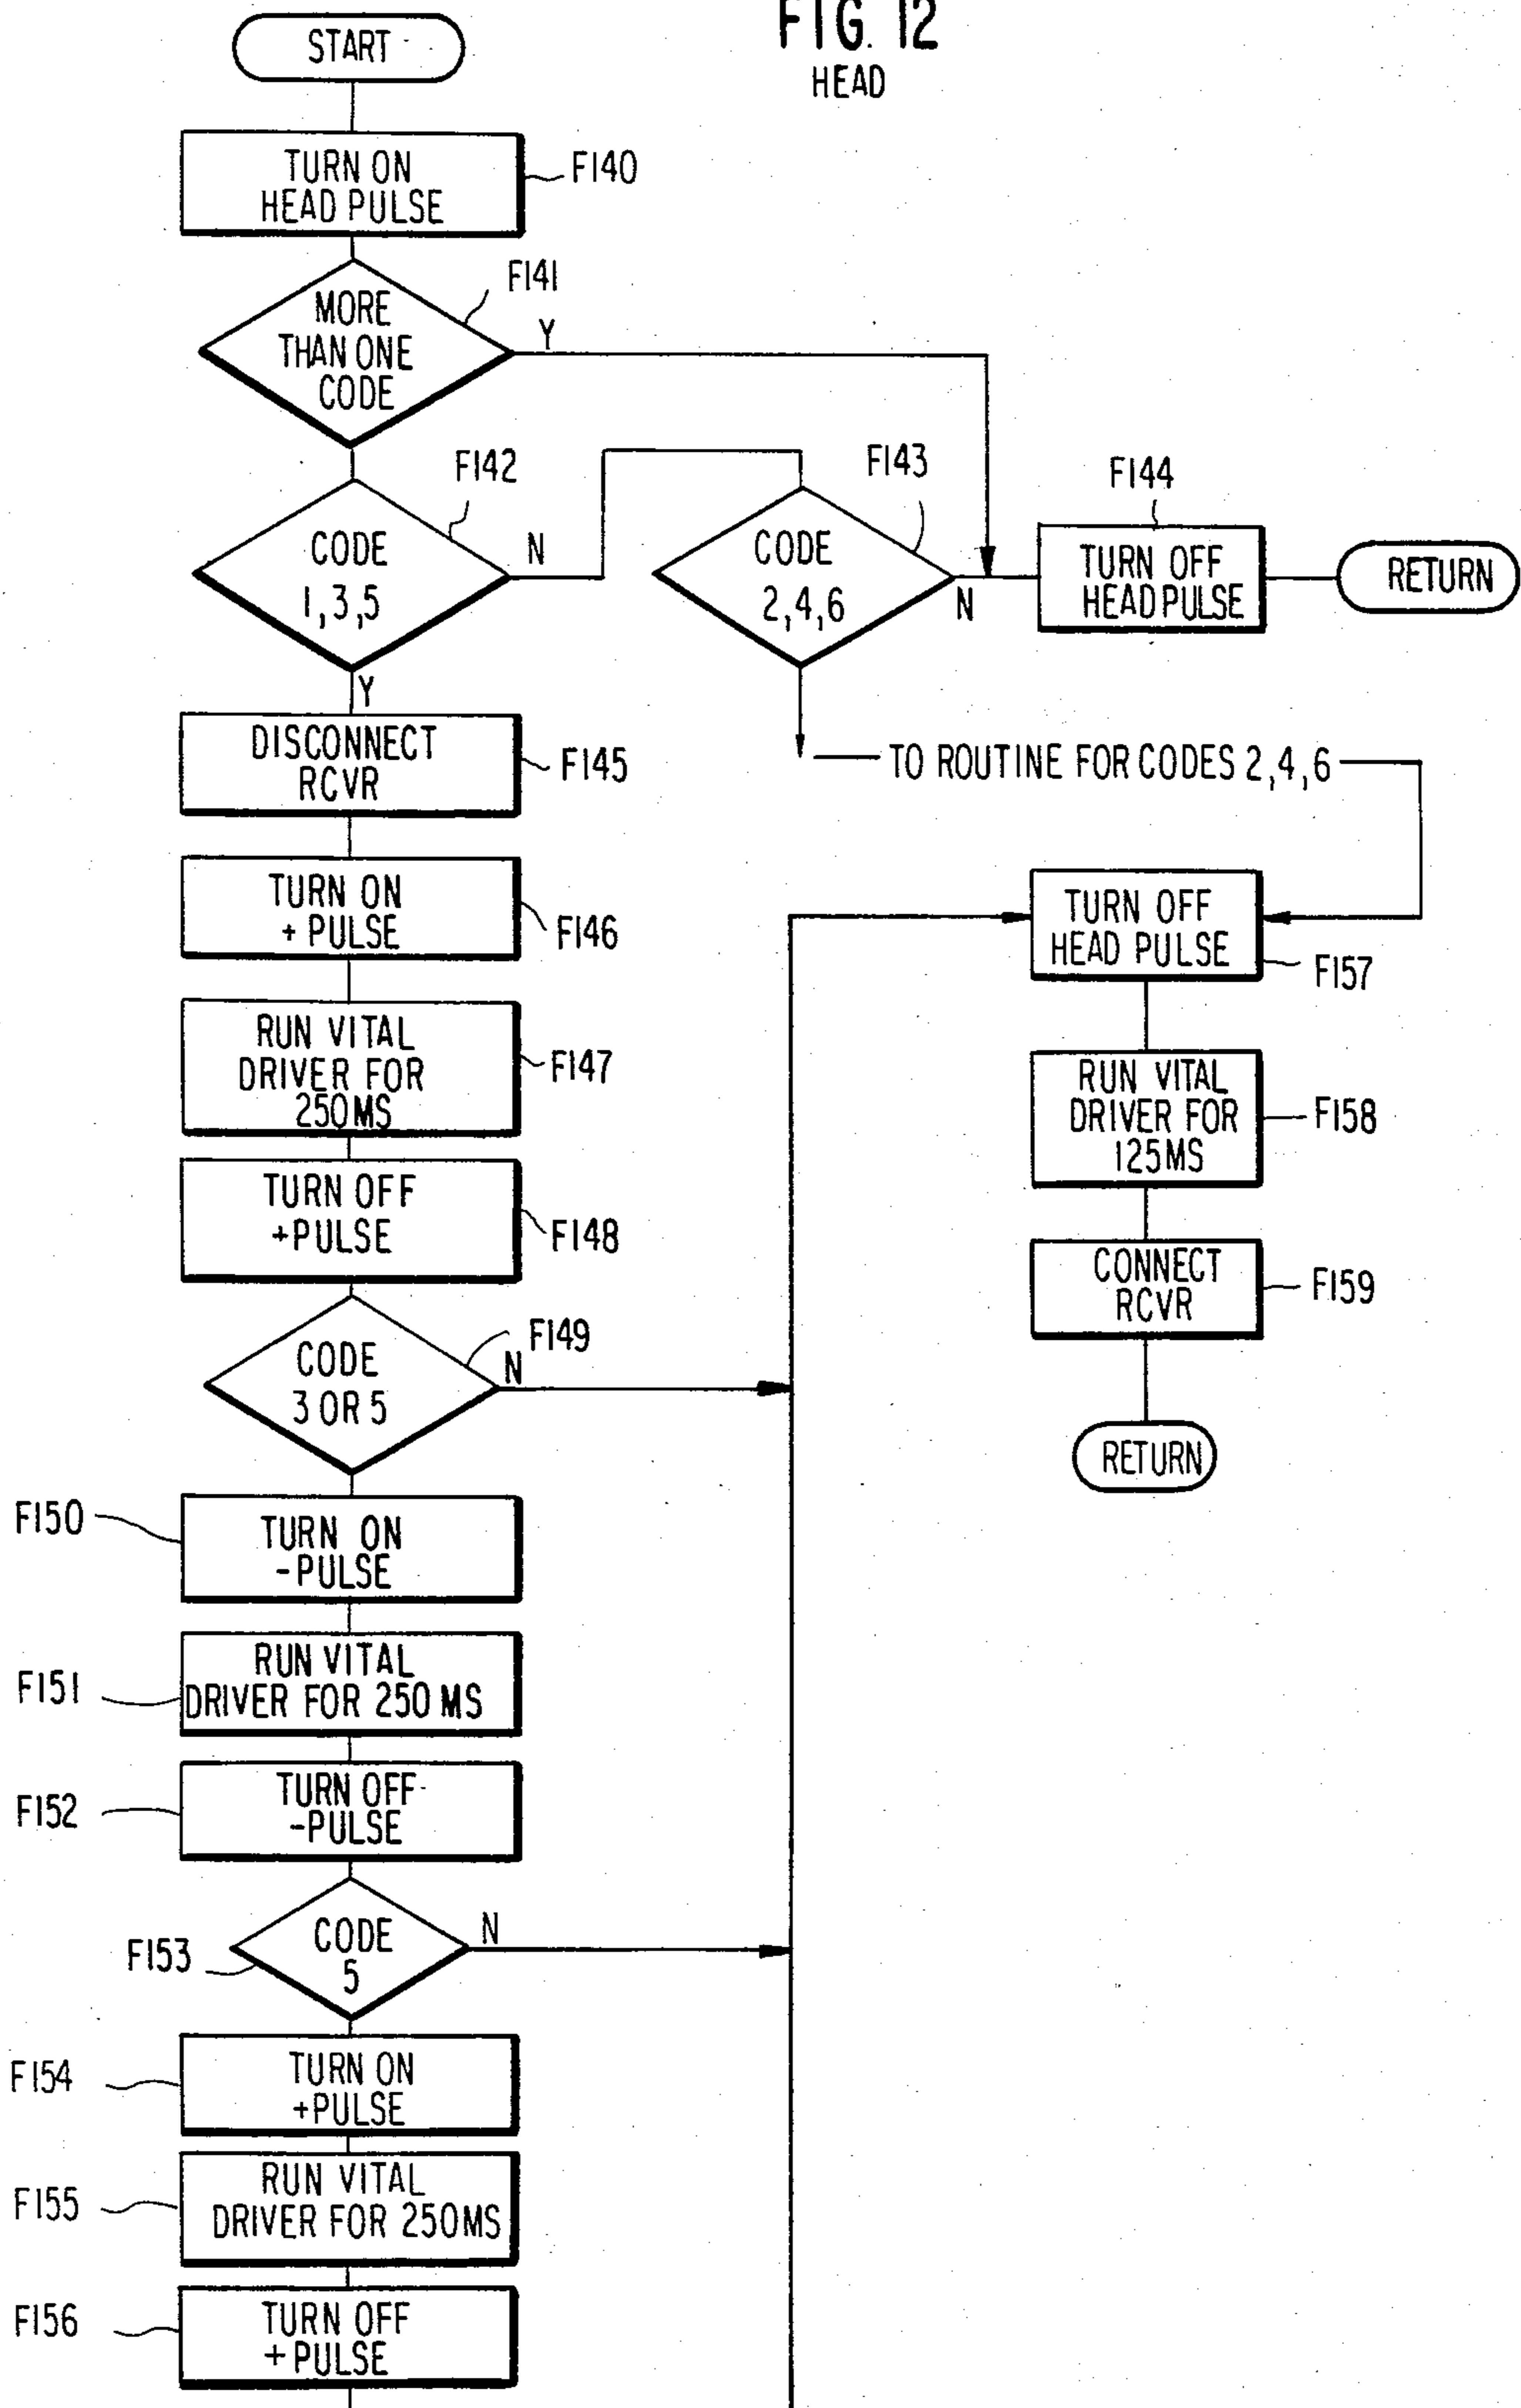 FIG. 12
HEAD
START
TURN ON
HEAD PULSE
F140
MORE
THAN ONE
CODE
F141
Y
CODE
1,3,5
F142
N
Y
CODE
2,4,6
F143
N
F144
TURN OFF
HEAD PULSE
RETURN
TO ROUTINE FOR CODES 2,4,6
DISCONNECT
RCVR
F145
TURN ON
+ PULSE
F146
RUN VITAL
DRIVER FOR
250MS
F147
TURN OFF
+PULSE
F148
CODE
3 OR 5
F149
N
F150
TURN ON
-PULSE
F151
RUN VITAL
DRIVER FOR 250 MS
F152
TURN OFF
-PULSE
F153
CODE
5
N
F154
TURN ON
+PULSE
F155
RUN VITAL
DRIVER FOR 250MS
F156
TURN OFF
+PULSE
TURN OFF
HEAD PULSE
F157
RUN VITAL
DRIVER FOR
125MS
F158
CONNECT
RCVR
F159
RETURN